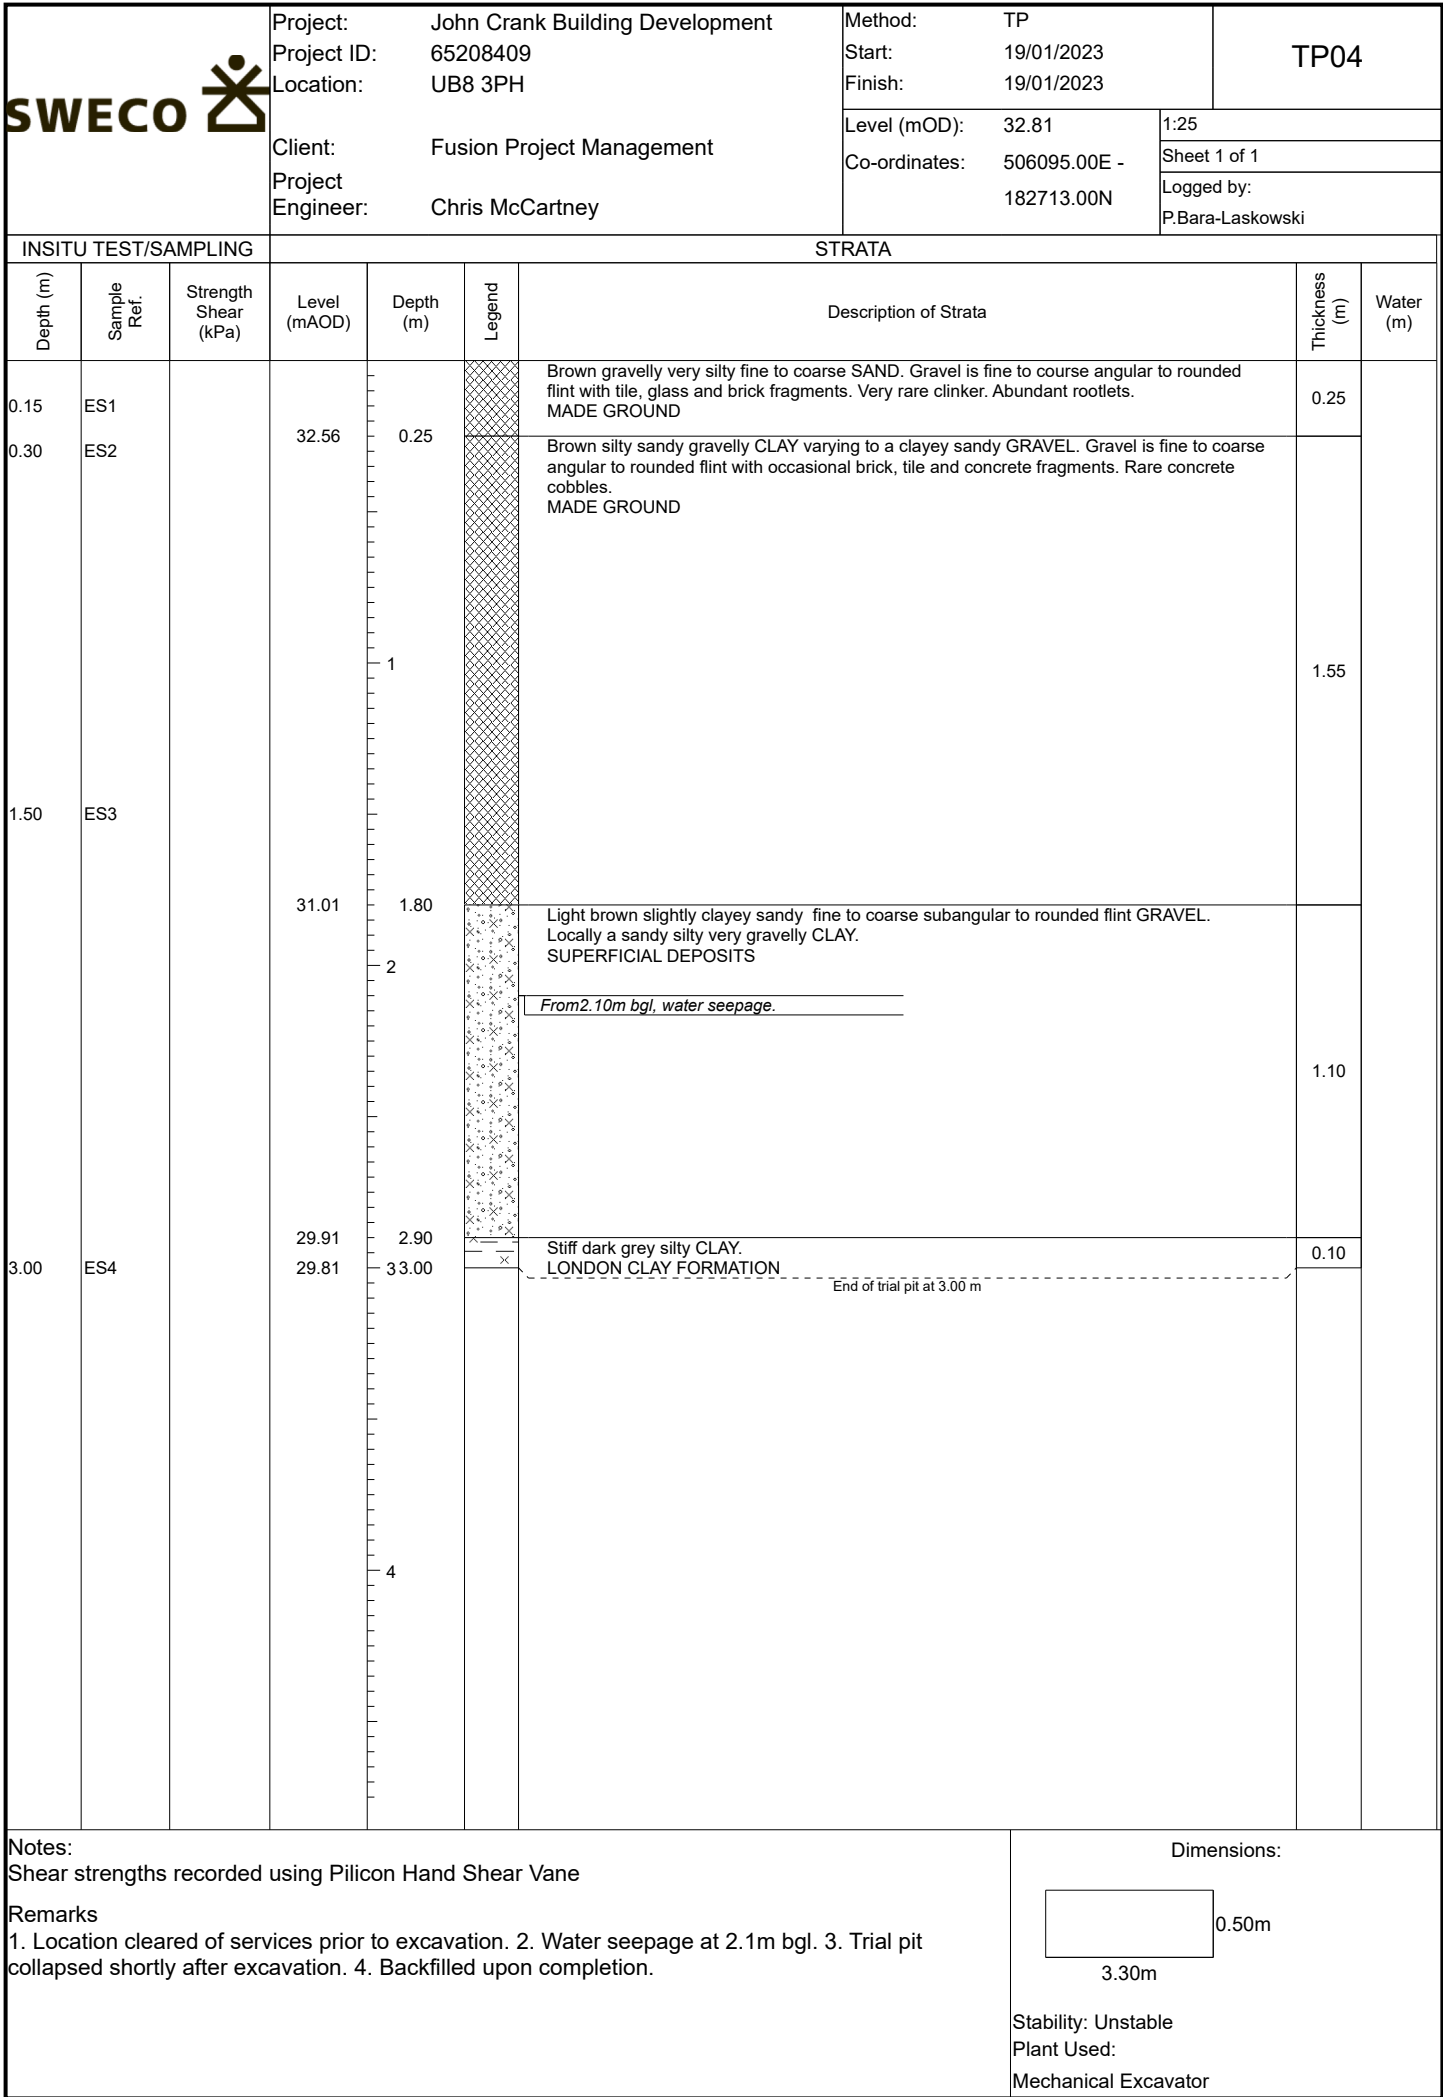 SWECO
Project: John Crank Building Development
Project ID: 65208409
Location: UB8 3PH
Client: Fusion Project Management
Project
Engineer: Chris McCartney
Method: TP
Start: 19/01/2023
Finish: 19/01/2023
TP04
Level (mOD): 32.81
Co-ordinates: 506095.00E -
182713.00N
1:25
Sheet 1 of 1
Logged by:
P.Bara-Laskowski
INSITU TEST/SAMPLING
STRATA
Depth (m)
Sample
Ref.
Strength
Shear
(kPa)
Level
(mAOD)
Depth
(m)
Legend
Description of Strata
Thickness
(m)
Water
(m)
Brown gravelly very silty fine to coarse SAND. Gravel is fine to course angular to rounded
flint with tile, glass and brick fragments. Very rare clinker. Abundant rootlets.
MADE GROUND
0.25
0.15 ES1
32.56 0.25
0.30 ES2
Brown silty sandy gravelly CLAY varying to a clayey sandy GRAVEL. Gravel is fine to coarse
angular to rounded flint with occasional brick, tile and concrete fragments. Rare concrete
cobbles.
MADE GROUND
1
1.55
1.50 ES3
31.01 1.80
Light brown slightly clayey sandy  fine to coarse subangular to rounded flint GRAVEL.
Locally a sandy silty very gravelly CLAY.
SUPERFICIAL DEPOSITS
2
From2.10m bgl, water seepage.
1.10
29.91 2.90
Stiff dark grey silty CLAY.
LONDON CLAY FORMATION
0.10
3.00 ES4 29.81 3 3.00
End of trial pit at 3.00 m
4
Notes:
Shear strengths recorded using Pilicon Hand Shear Vane
Remarks
1. Location cleared of services prior to excavation. 2. Water seepage at 2.1m bgl. 3. Trial pit
collapsed shortly after excavation. 4. Backfilled upon completion.
Dimensions:
0.50m
3.30m
Stability: Unstable
Plant Used:
Mechanical Excavator